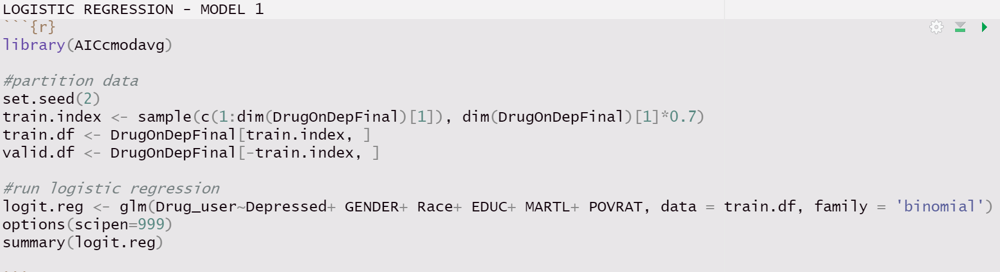 LOGISTIC REGRESSION - MODEL 1
```{r}
library(AICcmodavg)
#partition data
set.seed(2)
train.index <- sample(c(1:dim(DrugOnDepFinal)[1]), dim(DrugOnDepFinal)[1]*0.7)
train.df <- DrugOnDepFinal[train.index, ]
valid.df <- DrugOnDepFinal[-train.index, ]
#run logistic regression
logit.reg <- glm(Drug_user~Depressed+ GENDER+ Race+ EDUC+ MARTL+ POVRAT, data = train.df, family = 'binomial')
options(scipen=999)
summary(logit.reg)
```